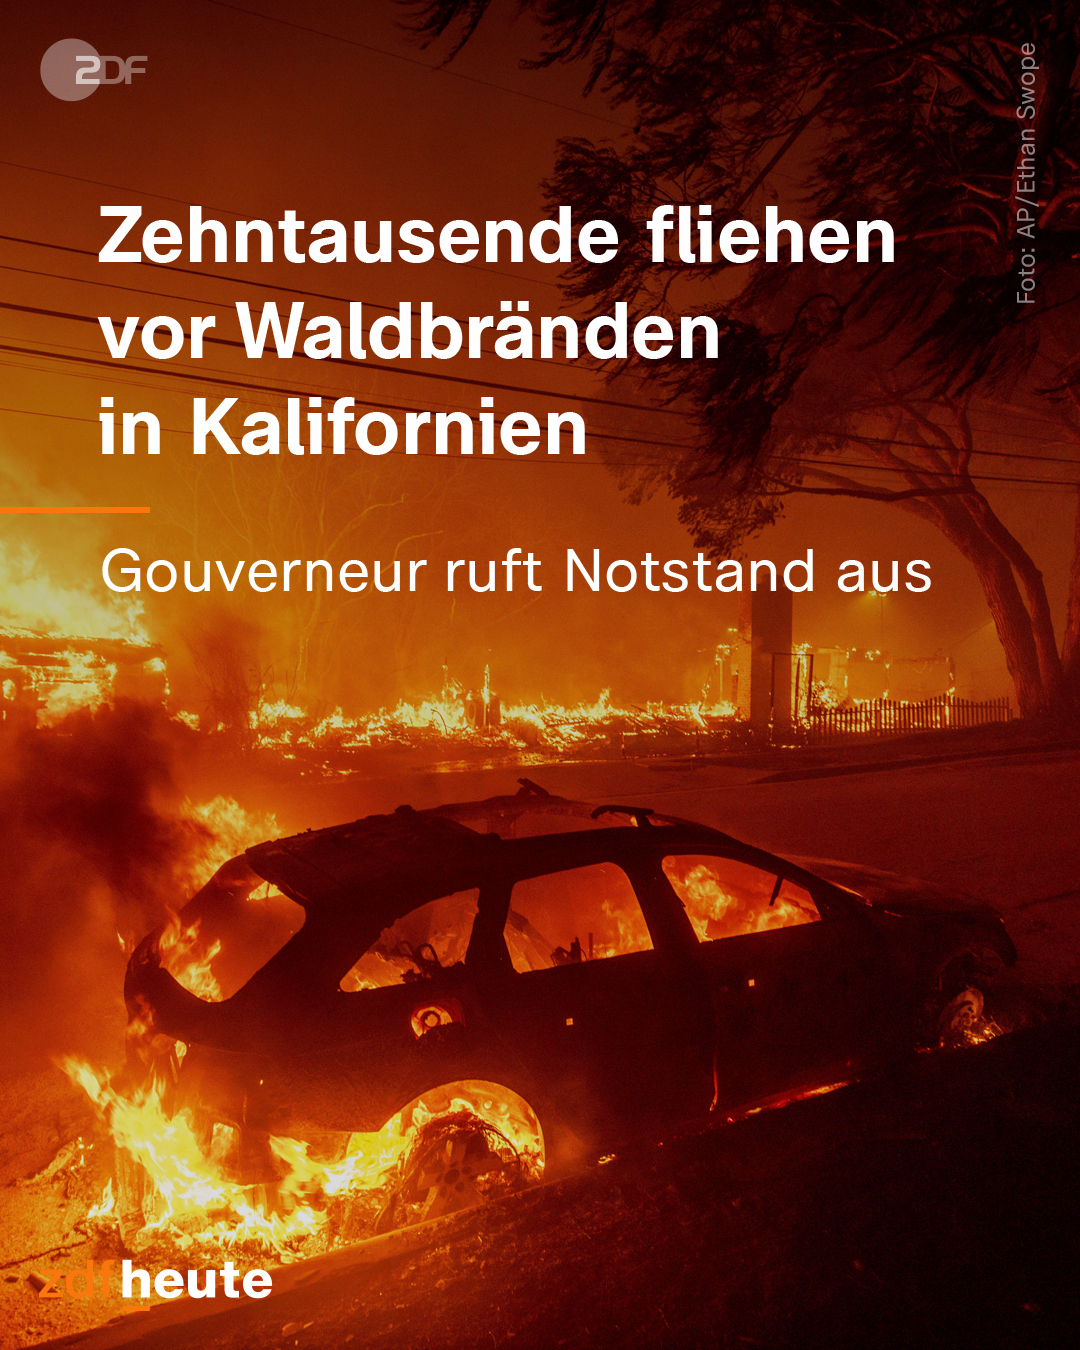 ZDF
Foto: AP/Ethan Swope
Zehntausende fliehen
vor Waldbränden
in Kalifornien
Gouverneur ruft Notstand aus
zdfheute